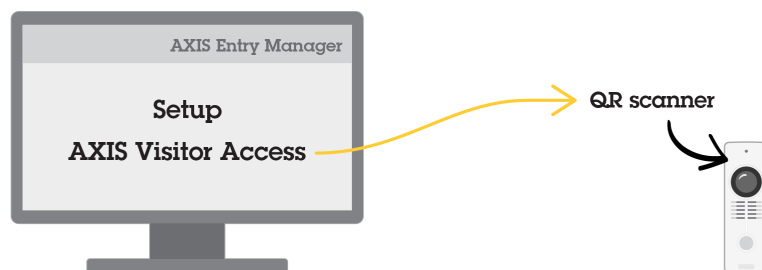 AXIS Entry Manager
Setup
AXIS Visitor Access
QR scanner